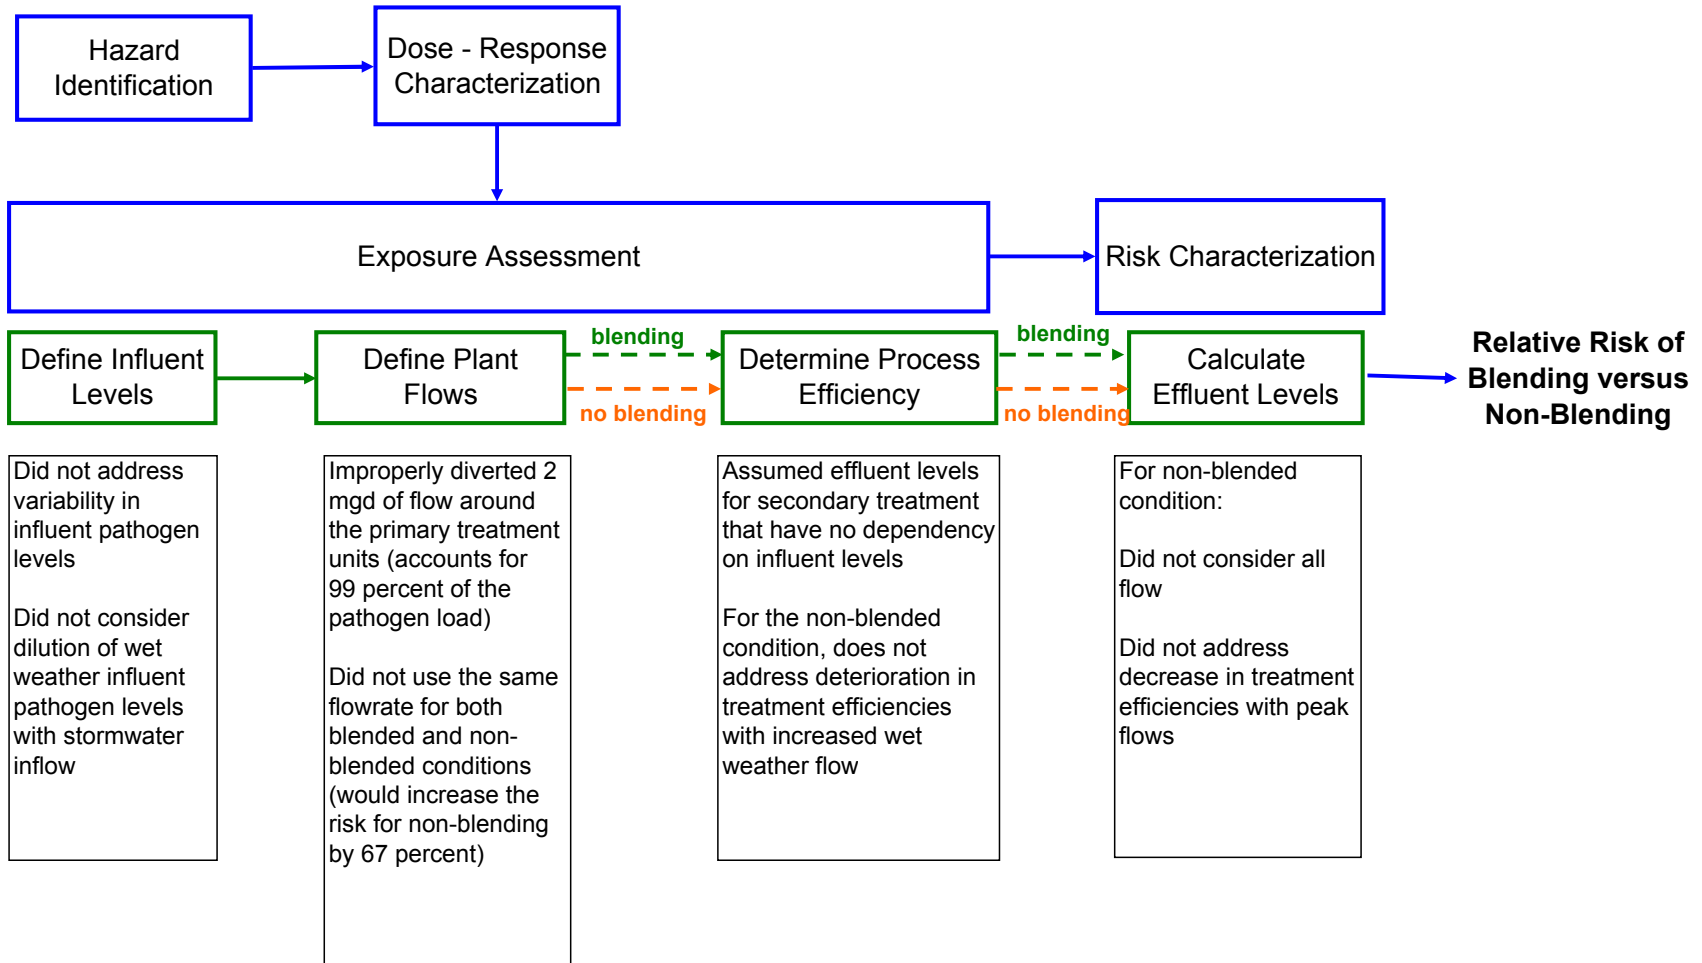 Hazard
Identification
Dose - Response
Characterization
Exposure Assessment
Risk Characterization
Define Influent
Levels
Define Plant
Flows
blending
no blending
Determine Process
Efficiency
blending
no blending
Calculate
Effluent Levels
Relative Risk of
Blending versus
Non-Blending
Did not address
variability in
influent pathogen
levels
Did not consider
dilution of wet
weather influent
pathogen levels
with stormwater
inflow
Improperly diverted 2
mgd of flow around
the primary treatment
units (accounts for
99 percent of the
pathogen load)
Did not use the same
flowrate for both
blended and non-
blended conditions
(would increase the
risk for non-blending
by 67 percent)
Assumed effluent levels
for secondary treatment
that have no dependency
on influent levels
For the non-blended
condition, does not
address deterioration in
treatment efficiencies
with increased wet
weather flow
For non-blended
condition:
Did not consider all
flow
Did not address
decrease in treatment
efficiencies with peak
flows